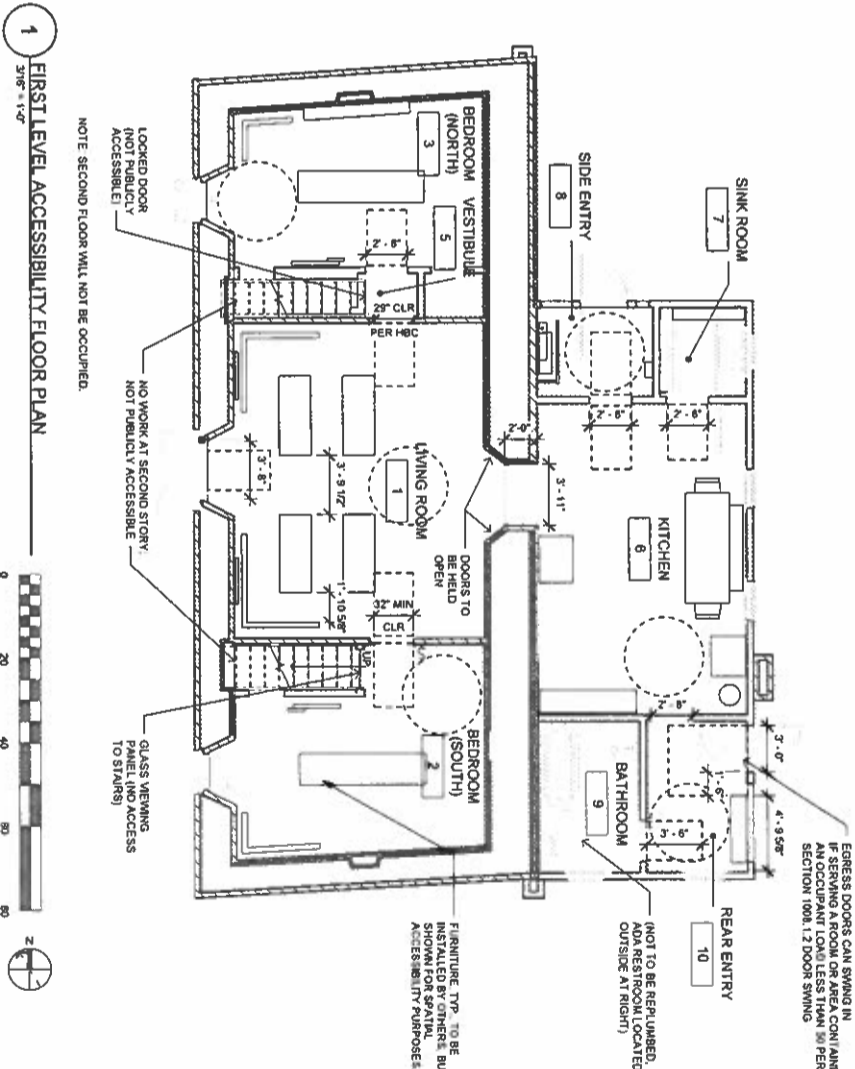 EGRESS DOORS CAN SWING IN
IF SERVING A ROOM OR AREA
AN OCCUPANT LOAD LESS THAN 50 PER
SECTION 1008.1.2 DOOR SWING
SINK ROOM
7
SIDE ENTRY
8
BEDROOM
(NORTH)
3
VESTIBULE
5
2' - 8"
29" CLR
PER HBC
2' - 6"
2' - 6"
2'-0"
3' - 11"
KITCHEN
6
3' - 0"
4' - 9 5/8"
2' - 8"
1'- 6"
3' - 6"
REAR ENTRY
10
BATHROOM
9
(NOT TO BE REPLUMBED,
ADA RESTROOM LOCATED
OUTSIDE AT RIGHT)
LIVING ROOM
1
DOORS TO
BE HELD
OPEN
3' - 9 1/2"
3' - 8"
1' - 10 5/8"
32" MIN
CLR
UP
BEDROOM
(SOUTH)
2
FURNITURE, TYP., TO BE
INSTALLED BY OTHERS,
SHOWN FOR SPATIAL
ACCESSIBILITY PURPOSES
LOCKED DOOR
(NOT PUBLICLY
ACCESSIBLE)
NO WORK AT SECOND STORY;
NOT PUBLICLY ACCESSIBLE
GLASS VIEWING
PANEL (NO ACCESS
TO STAIRS)
NOTE: SECOND FLOOR WILL NOT BE OCCUPIED.
1
FIRST LEVEL ACCESSIBILITY FLOOR PLAN
3/16" = 1'-0"
0 20 40 60 80
N